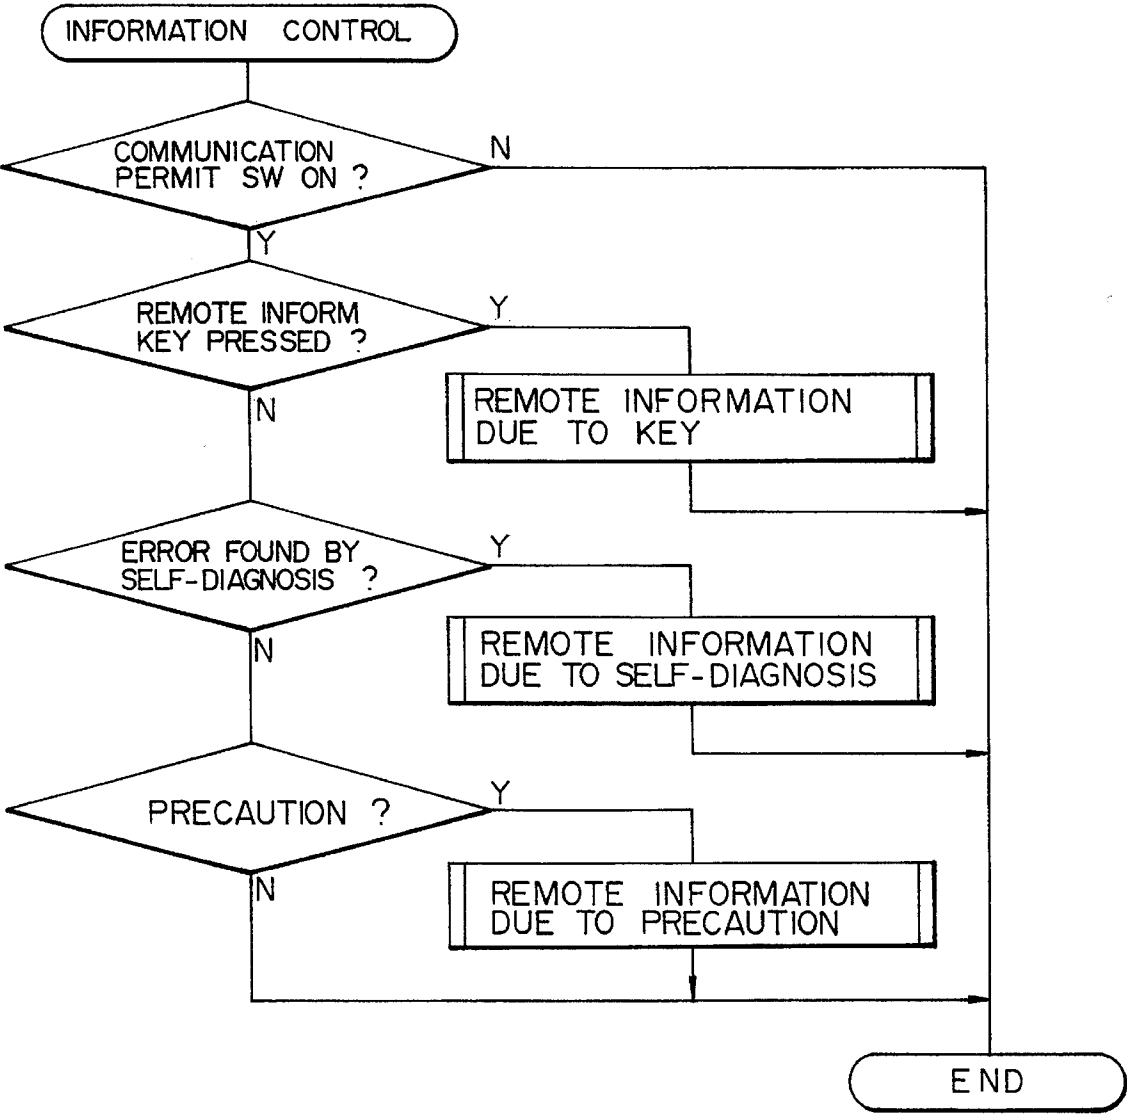 INFORMATION CONTROL
COMMUNICATION
PERMIT SW ON ?
N
Y
REMOTE INFORM
KEY PRESSED ?
Y
REMOTE INFORMATION
DUE TO KEY
N
ERROR FOUND BY
SELF-DIAGNOSIS ?
Y
REMOTE INFORMATION
DUE TO SELF-DIAGNOSIS
N
PRECAUTION ?
Y
REMOTE INFORMATION
DUE TO PRECAUTION
N
END